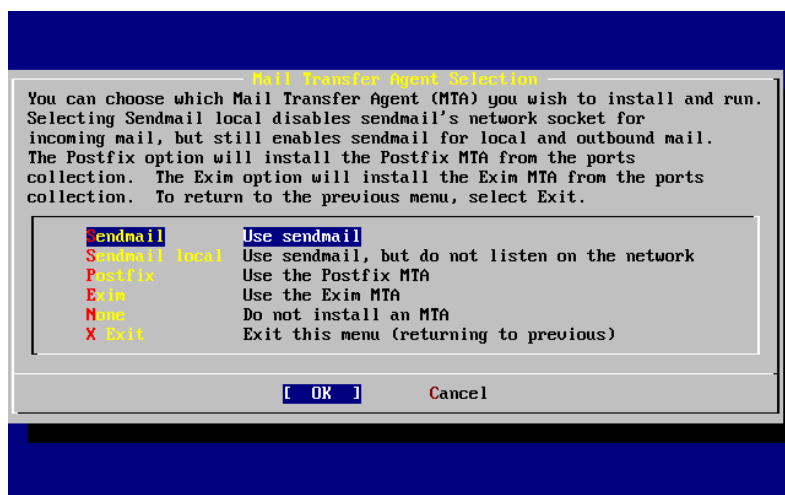 Mail Transfer Agent Selection
You can choose which Mail Transfer Agent (MTA) you wish to install and run.
Selecting Sendmail local disables sendmail's network socket for
incoming mail, but still enables sendmail for local and outbound mail.
The Postfix option will install the Postfix MTA from the ports
collection.  The Exim option will install the Exim MTA from the ports
collection.  To return to the previous menu, select Exit.
Sendmail Use sendmail
Sendmail local Use sendmail, but do not listen on the network
Postfix Use the Postfix MTA
Exim Use the Exim MTA
None Do not install an MTA
X Exit Exit this menu (returning to previous)
[ OK ] Cancel